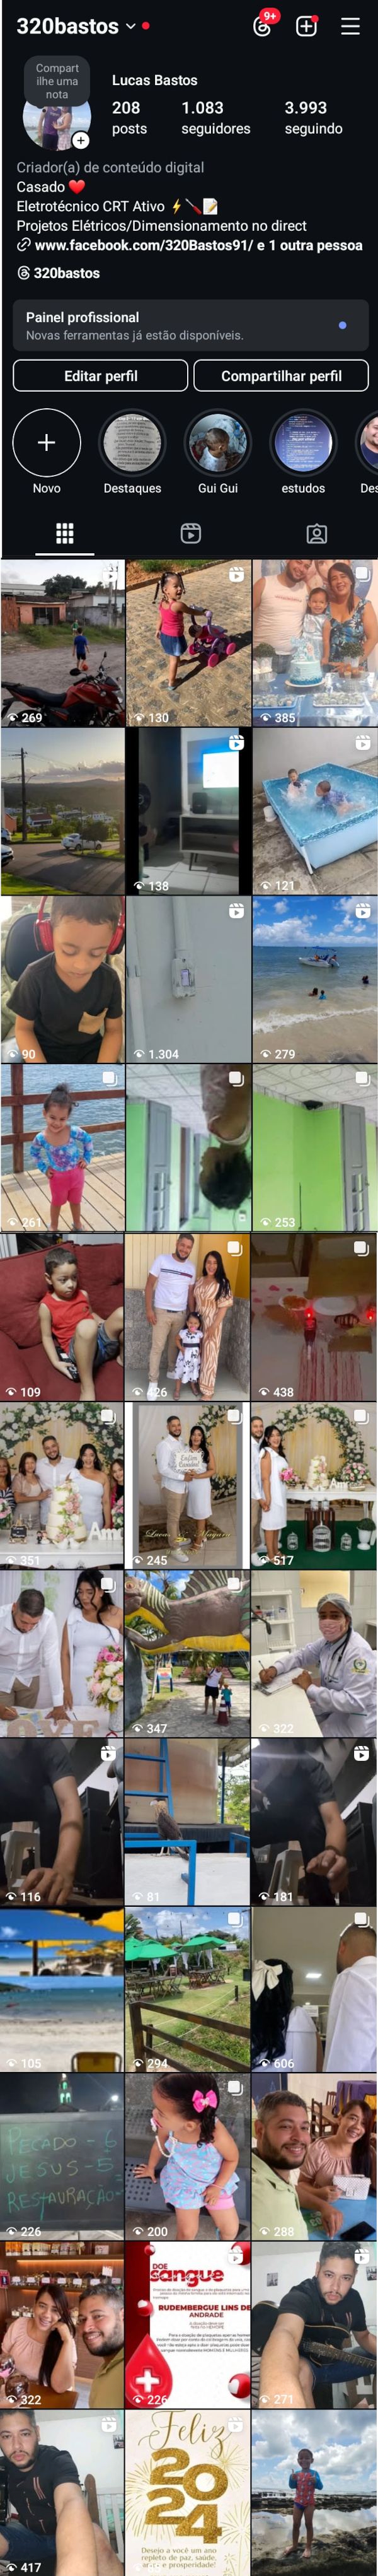 320bastos
9+
Compart
ilhe uma
nota
Lucas Bastos
208 1.083 3.993
posts seguidores seguindo
Criador(a) de conteúdo digital
Casado ❤️
Eletrotécnico CRT Ativo ⚡🪛📝
Projetos Elétricos/Dimensionamento no direct
www.facebook.com/320Bastos91/ e 1 outra pessoa
320bastos
Painel profissional
Novas ferramentas já estão disponíveis.
Editar perfil Compartilhar perfil
Novo Destaques Gui Gui estudos Des
269 130 385
138 121
90 1.304 279
261 253
109 426 438
Lucas Mayara
351 245 517
347 322
116 81 181
105 294 606
PECADO - 6
JESUS - 5
RESTAURAÇÃO-
226 200 288
DOE
sangue
RUDEMBERGUE LINS DE
ANDRADE
322 226 271
Feliz
2024
Desejo a você um ano
repleto de paz, saúde,
e prosperidade!
417